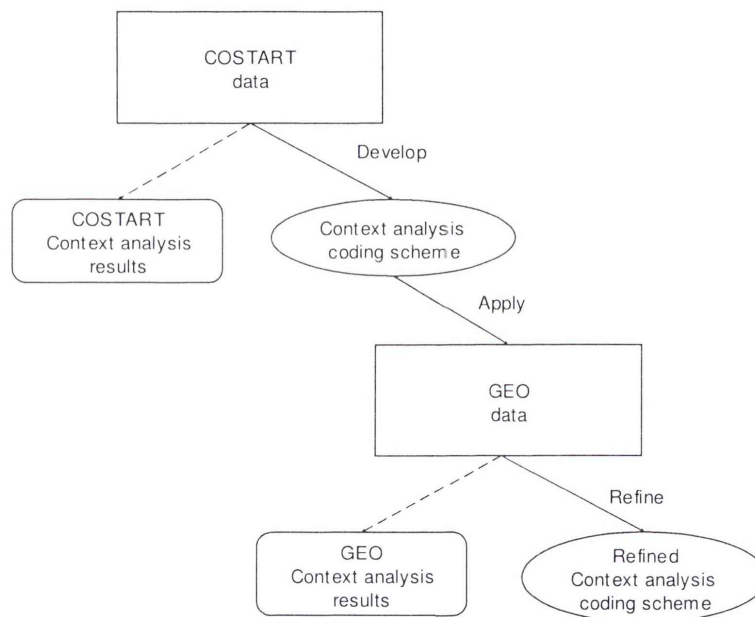 COSTART
data
Develop
COSTART
Context analysis
results
Context analysis
coding scheme
Apply
GEO
data
Refine
GEO
Context analysis
results
Refined
Context analysis
coding scheme